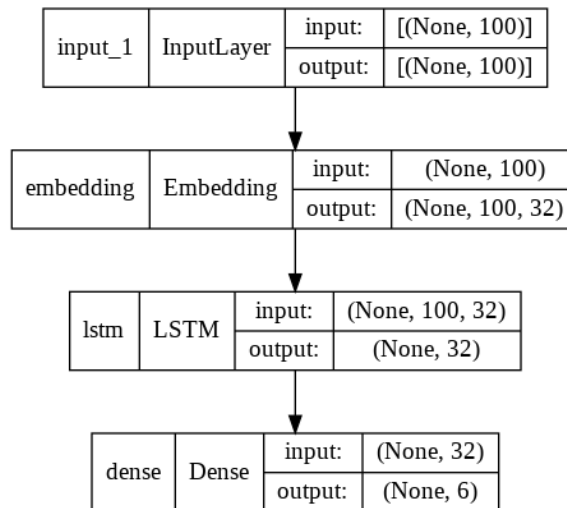 input_1 InputLayer input: [(None, 100)]
output: [(None, 100)]
embedding Embedding input: (None, 100)
output: (None, 100, 32)
lstm LSTM input: (None, 100, 32)
output: (None, 32)
dense Dense input: (None, 32)
output: (None, 6)